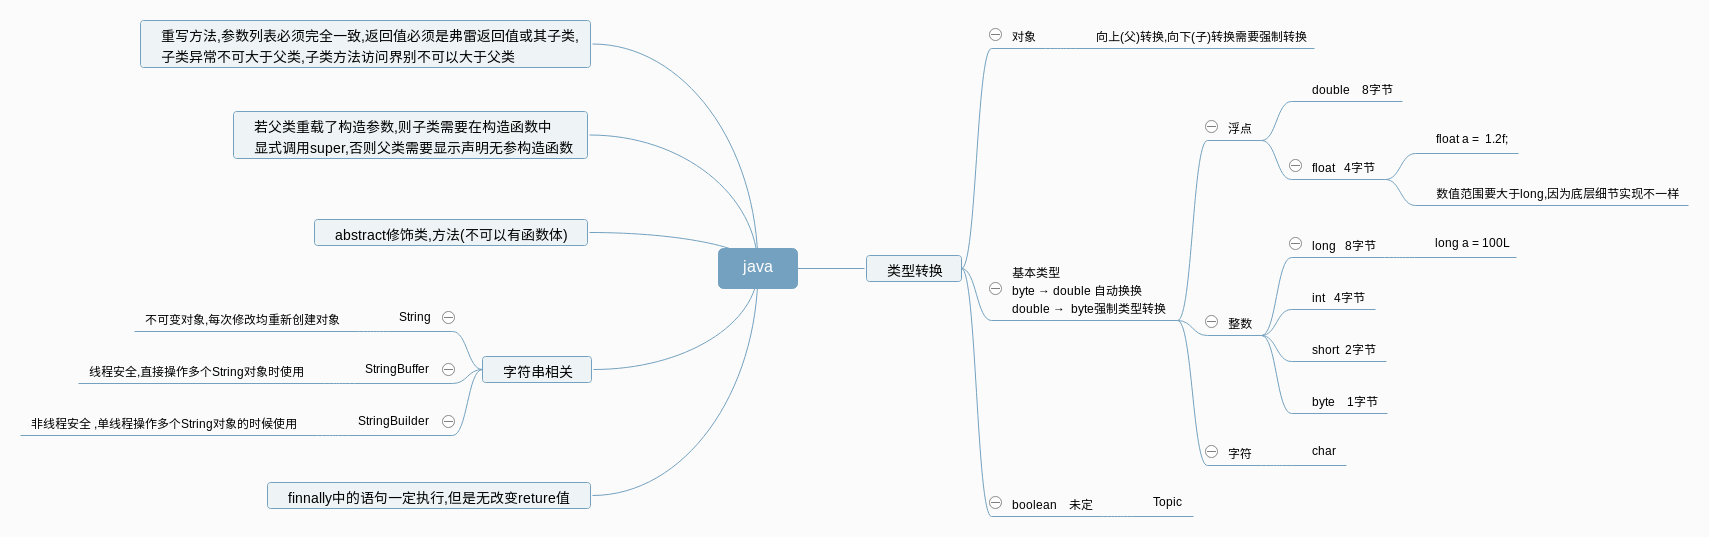 重写方法,参数列表必须完全一致,返回值必须是弗雷返回值或其子类,
子类异常不可大于父类,子类方法访问界别不可以大于父类
若父类重载了构造参数,则子类需要在构造函数中
显式调用super,否则父类需要显示声明无参构造函数
abstract修饰类,方法(不可以有函数体)
java
字符串相关
String
不可变对象,每次修改均重新创建对象
StringBuffer
线程安全,直接操作多个String对象时使用
StringBuilder
非线程安全 ,单线程操作多个String对象的时候使用
finnally中的语句一定执行,但是无改变reture值
类型转换
对象
向上(父)转换,向下(子)转换需要强制转换
基本类型
byte → double 自动换换
double → byte强制类型转换
浮点
double 8字节
float 4字节
float a = 1.2f;
数值范围要大于long,因为底层细节实现不一样
整数
long 8字节
long a = 100L
int 4字节
short 2字节
byte 1字节
字符
char
boolean 未定
Topic